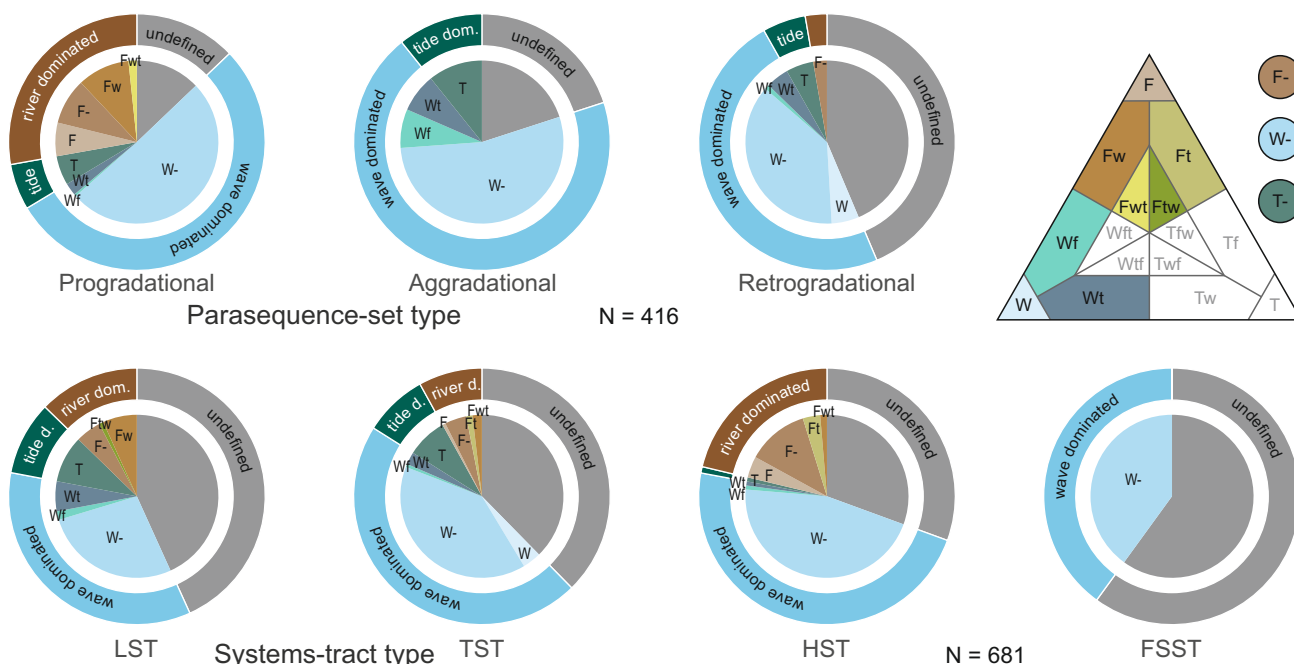 river dominated
undefined
tide
wave dominated
Fwt
Fw
F-
F
T
Wt
Wf
W-
Progradational
tide dom.
undefined
wave dominated
T
Wt
Wf
W-
Aggradational
tide
undefined
wave dominated
F-
T
Wt
Wf
W-
W
Retrogradational
Parasequence-set type
N = 416
F
Fw
Ft
Fwt
Ftw
Wf
Wft
Tfw
Tf
Wtf
Twf
W
Wt
Tw
T
F-
W-
T-
river dom.
undefined
tide d.
wave dominated
Ftw
Fw
F-
T
Wt
Wf
W-
LST
river d.
tide d.
undefined
wave dominated
Fwt
F
Ft
F-
T
Wt
Wf
W-
W
TST
river dominated
undefined
wave dominated
Fwt
Ft
F-
F
T
Wt
Wf
W-
HST
wave dominated
undefined
W-
FSST
Systems-tract type
N = 681